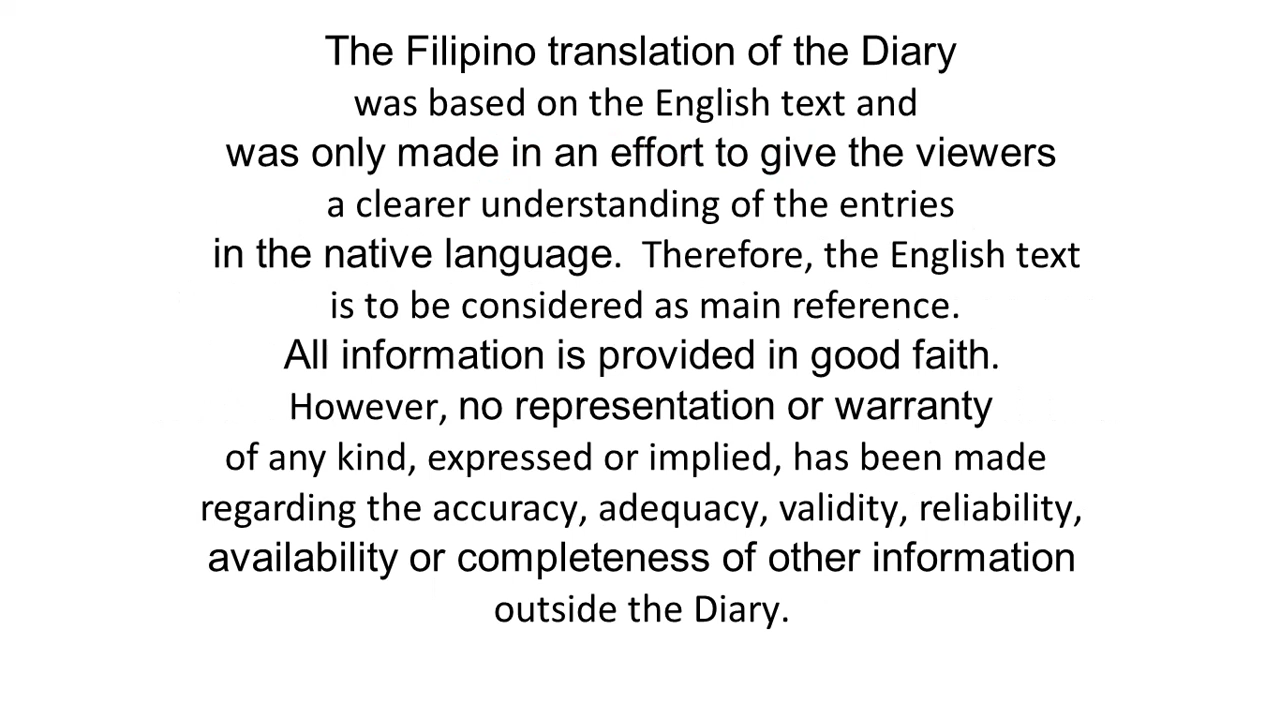 The Filipino translation of the Diary
was based on the English text and
was only made in an effort to give the viewers
a clearer understanding of the entries
in the native language.  Therefore, the English text
is to be considered as main reference.
All information is provided in good faith.
However, no representation or warranty
of any kind, expressed or implied, has been made
regarding the accuracy, adequacy, validity, reliability,
availability or completeness of other information
outside the Diary.